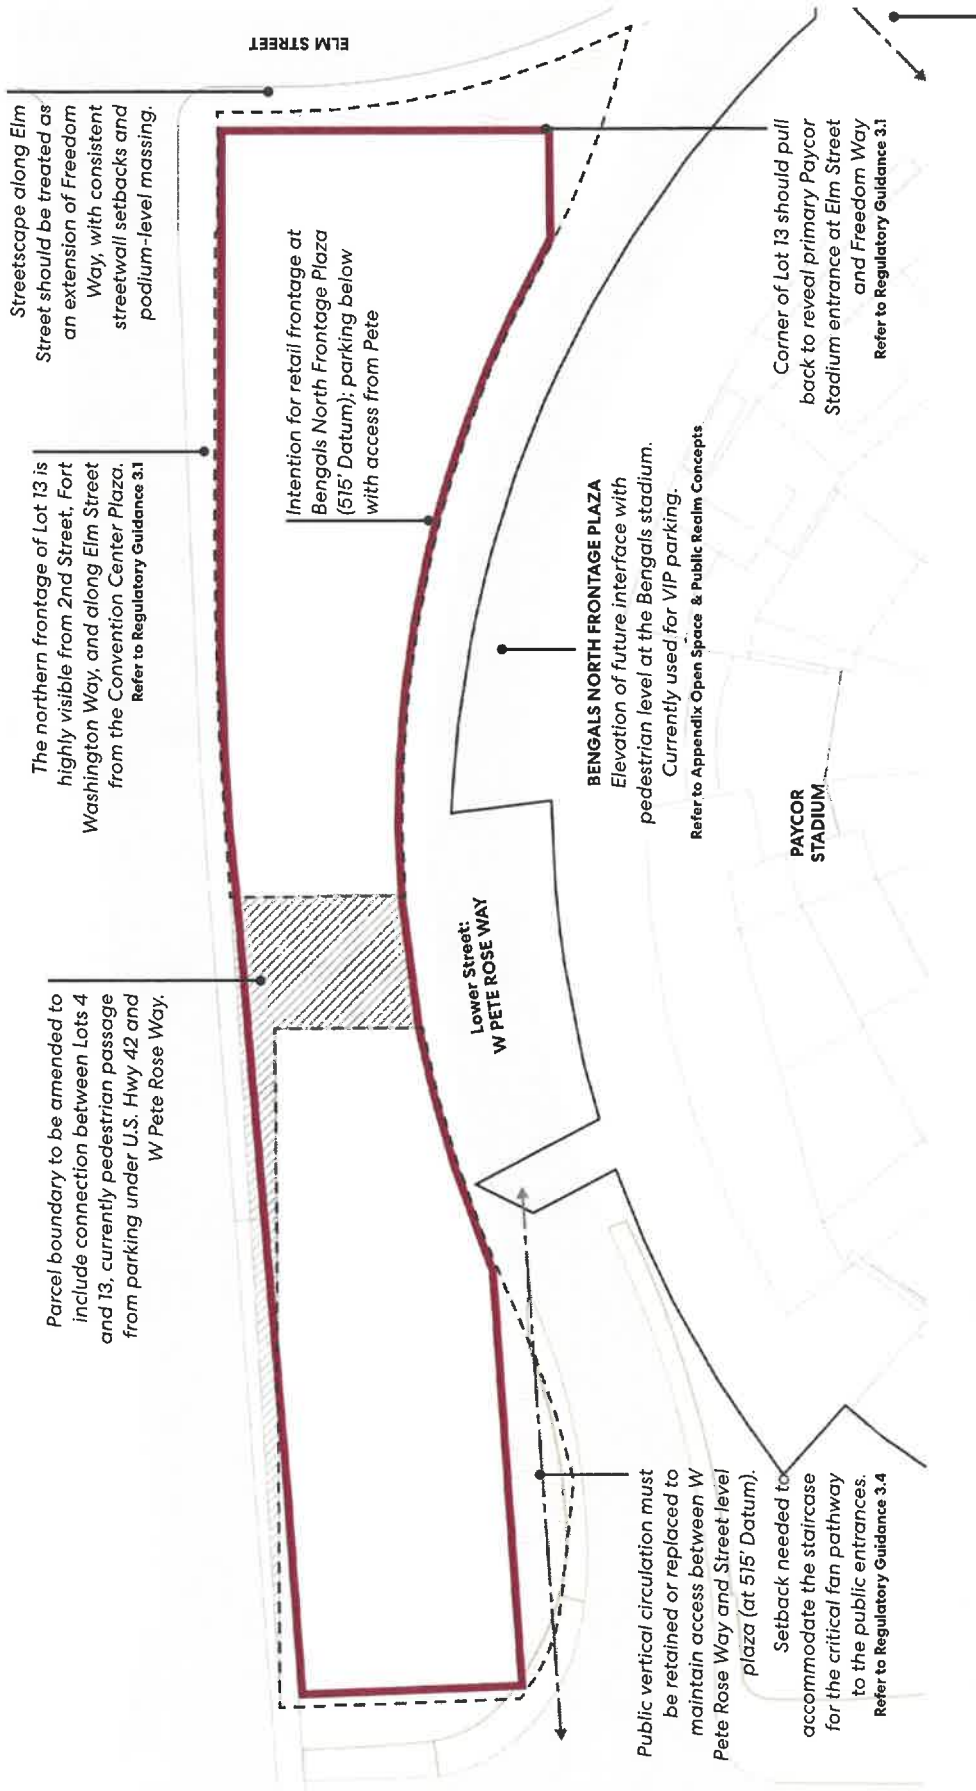 Parcel boundary to be amended to
include connection between Lots 4
and 13, currently pedestrian passage
from parking under U.S. Hwy 42 and
W Pete Rose Way.
The northern frontage of Lot 13 is
highly visible from 2nd Street, Fort
Washington Way, and along Elm Street
from the Convention Center Plaza.
Refer to Regulatory Guidance 3.1
Streetscape along Elm
Street should be treated as
an extension of Freedom
Way, with consistent
streetwall setbacks and
podium-level massing.
ELM STREET
Intention for retail frontage at
Bengals North Frontage Plaza
(515' Datum); parking below
with access from Pete
Lower Street:
W PETE ROSE WAY
BENGALS NORTH FRONTAGE PLAZA
Elevation of future interface with
pedestrian level at the Bengals stadium.
Currently used for VIP parking.
Refer to Appendix Open Space & Public Realm Concepts
Public vertical circulation must
be retained or replaced to
maintain access between W
Pete Rose Way and Street level
plaza (at 515' Datum).
Setback needed to
accommodate the staircase
for the critical fan pathway
to the public entrances.
Refer to Regulatory Guidance 3.4
PAYCOR
STADIUM
Corner of Lot 13 should pull
back to reveal primary Paycor
Stadium entrance at Elm Street
and Freedom Way
Refer to Regulatory Guidance 3.1